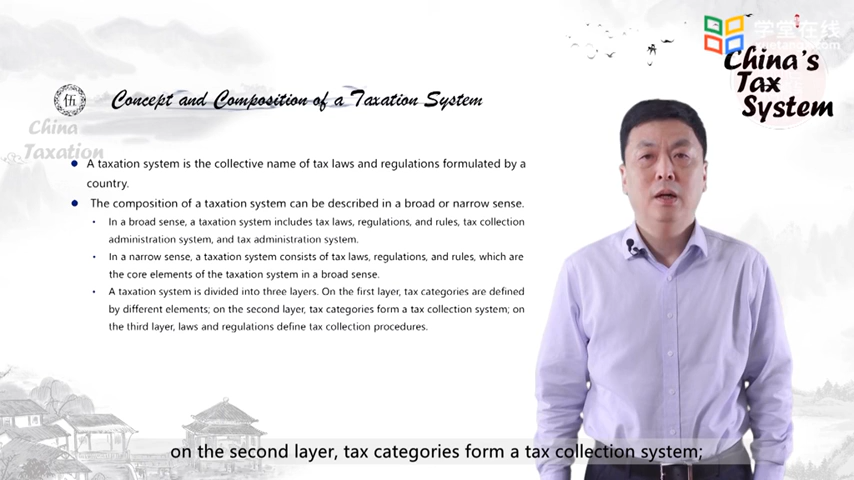 学堂在线
xuetangx.com
China's
Tax
System
伍
Concept and Composition of a Taxation System
China
Taxation
A taxation system is the collective name of tax laws and regulations formulated by a
country.
The composition of a taxation system can be described in a broad or narrow sense.
In a broad sense, a taxation system includes tax laws, regulations, and rules, tax collection
administration system, and tax administration system.
In a narrow sense, a taxation system consists of tax laws, regulations, and rules, which are
the core elements of the taxation system in a broad sense.
A taxation system is divided into three layers. On the first layer, tax categories are defined
by different elements; on the second layer, tax categories form a tax collection system; on
the third layer, laws and regulations define tax collection procedures.
on the second layer, tax categories form a tax collection system;